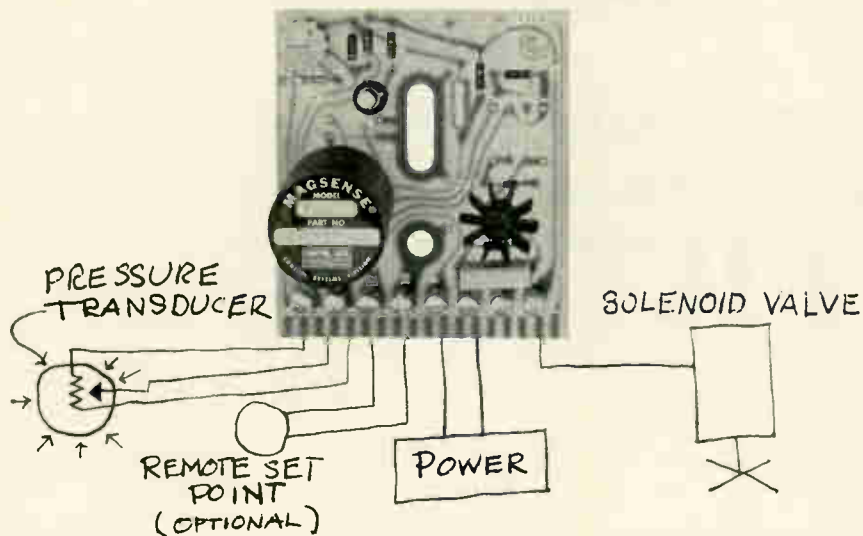 MAGSENSE®
MODEL
PART NO
PRESSURE
TRANSDUCER
SOLENOID VALVE
REMOTE SET
POINT
(OPTIONAL)
POWER